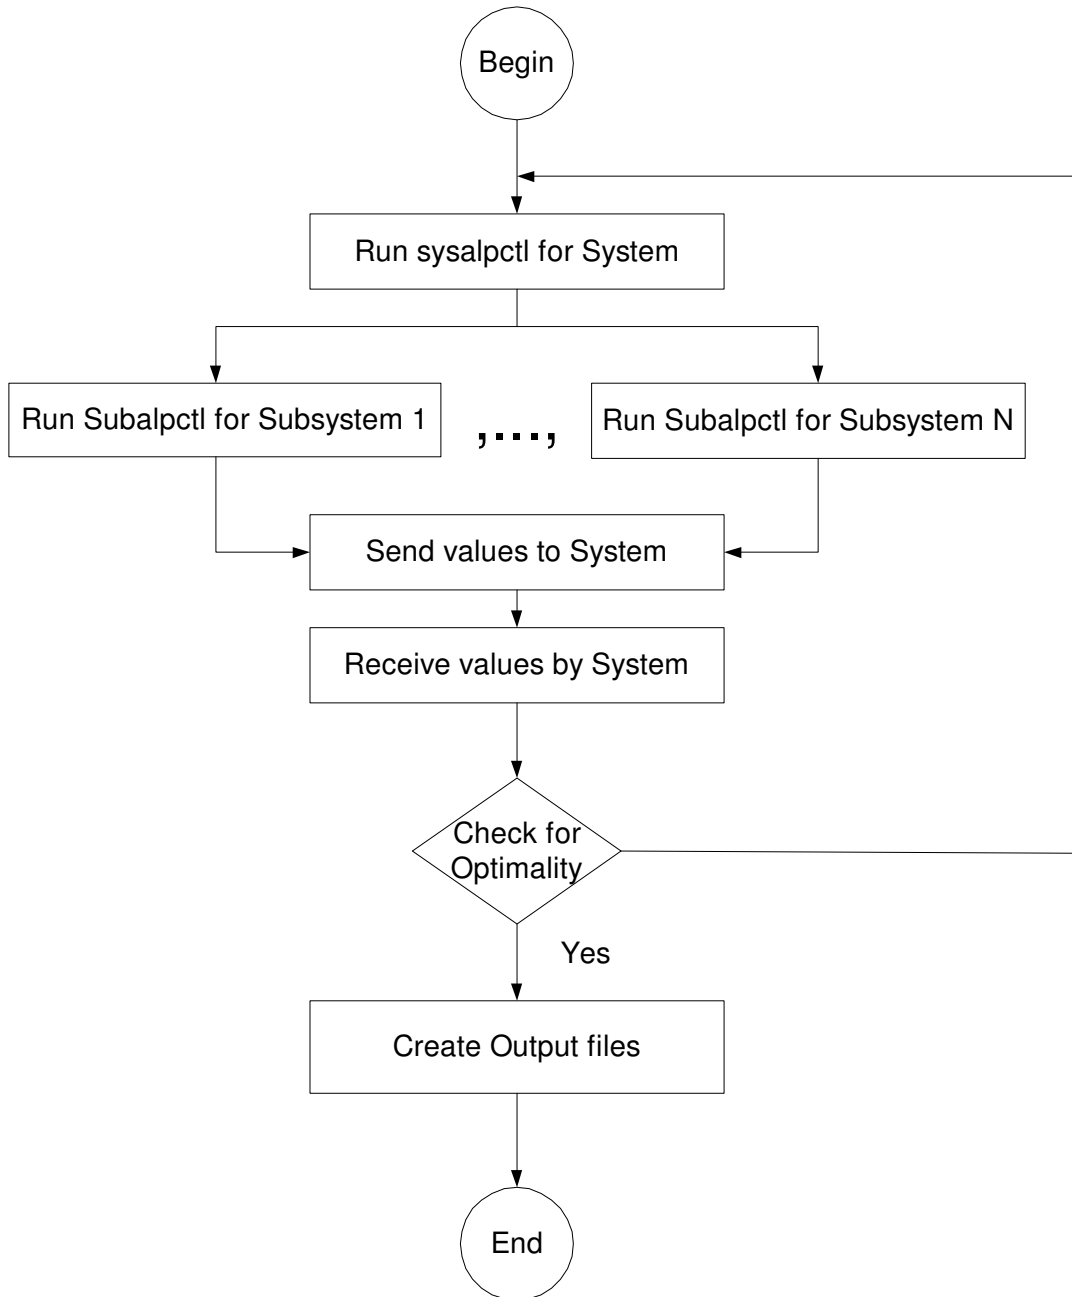 Begin
Run sysalpctl for System
Run Subalpctl for Subsystem 1
,....,
Run Subalpctl for Subsystem N
Send values to System
Receive values by System
Check for
Optimality
Yes
Create Output files
End